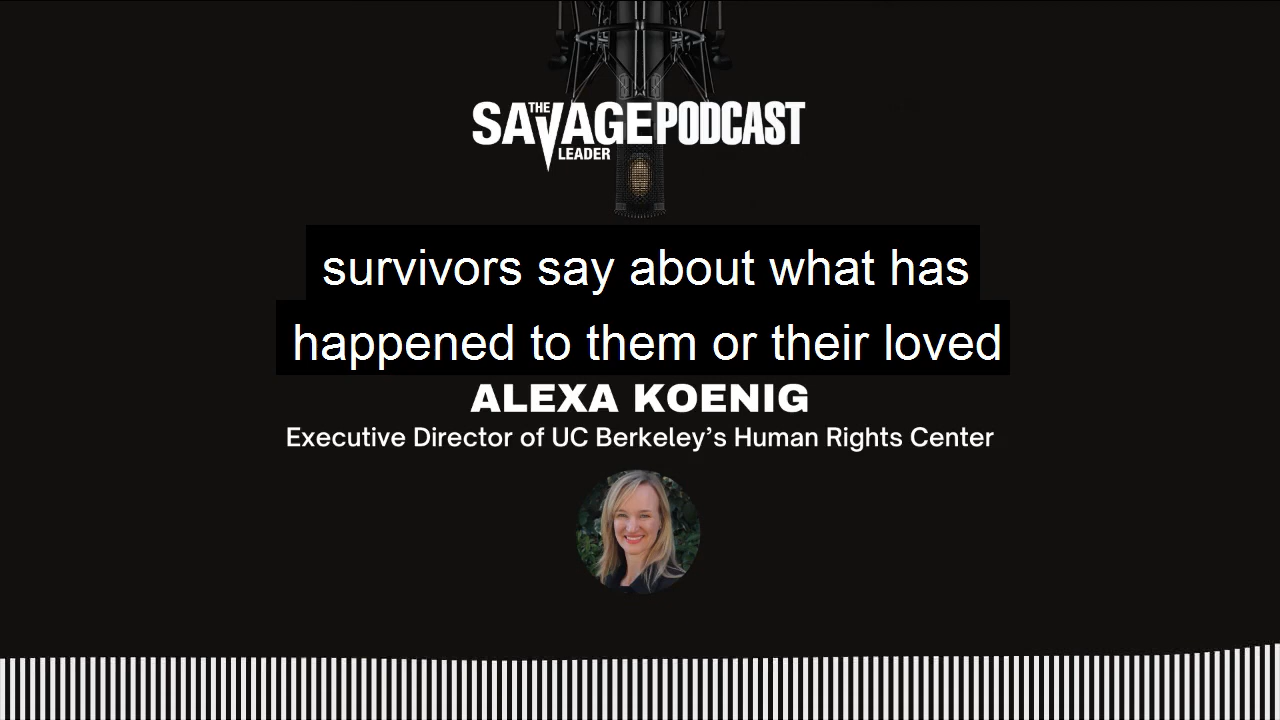 THE SAVAGE LEADER PODCAST
survivors say about what has
happened to them or their loved
ALEXA KOENIG
Executive Director of UC Berkeley’s Human Rights Center